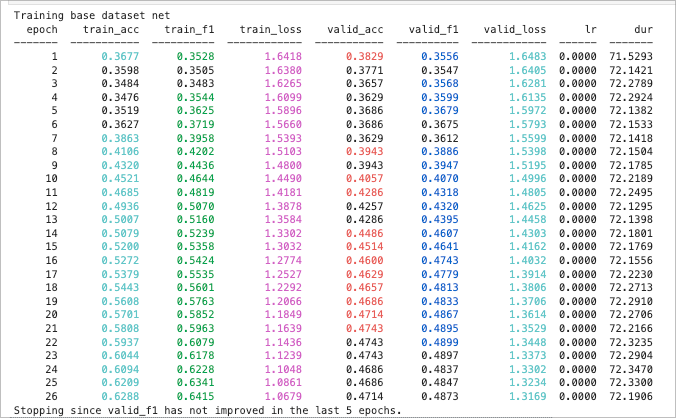 Training base dataset net
epoch train_acc train_f1 train_loss valid_acc valid_f1 valid_loss lr dur
------- ----------- ---------- ------------ ----------- ---------- ------------ ------ -------
1 0.3677 0.3528 1.6418 0.3829 0.3556 1.6483 0.0000 71.5293
2 0.3598 0.3505 1.6380 0.3771 0.3547 1.6405 0.0000 72.1421
3 0.3484 0.3483 1.6265 0.3657 0.3568 1.6281 0.0000 72.2789
4 0.3476 0.3544 1.6099 0.3629 0.3599 1.6135 0.0000 72.2924
5 0.3519 0.3625 1.5896 0.3686 0.3679 1.5972 0.0000 72.1382
6 0.3627 0.3719 1.5660 0.3686 0.3675 1.5793 0.0000 72.1533
7 0.3863 0.3958 1.5393 0.3629 0.3612 1.5599 0.0000 72.1418
8 0.4106 0.4202 1.5103 0.3943 0.3886 1.5398 0.0000 72.1504
9 0.4320 0.4436 1.4800 0.3943 0.3947 1.5195 0.0000 72.1785
10 0.4521 0.4644 1.4490 0.4057 0.4070 1.4996 0.0000 72.2189
11 0.4685 0.4819 1.4181 0.4286 0.4318 1.4805 0.0000 72.2495
12 0.4936 0.5070 1.3878 0.4257 0.4320 1.4625 0.0000 72.1295
13 0.5007 0.5160 1.3584 0.4286 0.4395 1.4458 0.0000 72.1398
14 0.5079 0.5239 1.3302 0.4486 0.4607 1.4303 0.0000 72.1801
15 0.5200 0.5358 1.3032 0.4514 0.4641 1.4162 0.0000 72.1769
16 0.5272 0.5424 1.2774 0.4600 0.4743 1.4032 0.0000 72.1556
17 0.5379 0.5535 1.2527 0.4629 0.4779 1.3914 0.0000 72.2230
18 0.5443 0.5601 1.2292 0.4657 0.4813 1.3806 0.0000 72.2713
19 0.5608 0.5763 1.2066 0.4686 0.4833 1.3706 0.0000 72.2910
20 0.5701 0.5852 1.1849 0.4714 0.4867 1.3614 0.0000 72.2706
21 0.5808 0.5963 1.1639 0.4743 0.4895 1.3529 0.0000 72.2166
22 0.5937 0.6079 1.1436 0.4743 0.4899 1.3448 0.0000 72.3235
23 0.6044 0.6178 1.1239 0.4743 0.4897 1.3373 0.0000 72.2904
24 0.6094 0.6228 1.1048 0.4686 0.4837 1.3302 0.0000 72.3470
25 0.6209 0.6341 1.0861 0.4686 0.4847 1.3234 0.0000 72.3300
26 0.6288 0.6415 1.0679 0.4714 0.4873 1.3169 0.0000 72.1906
Stopping since valid_f1 has not improved in the last 5 epochs.